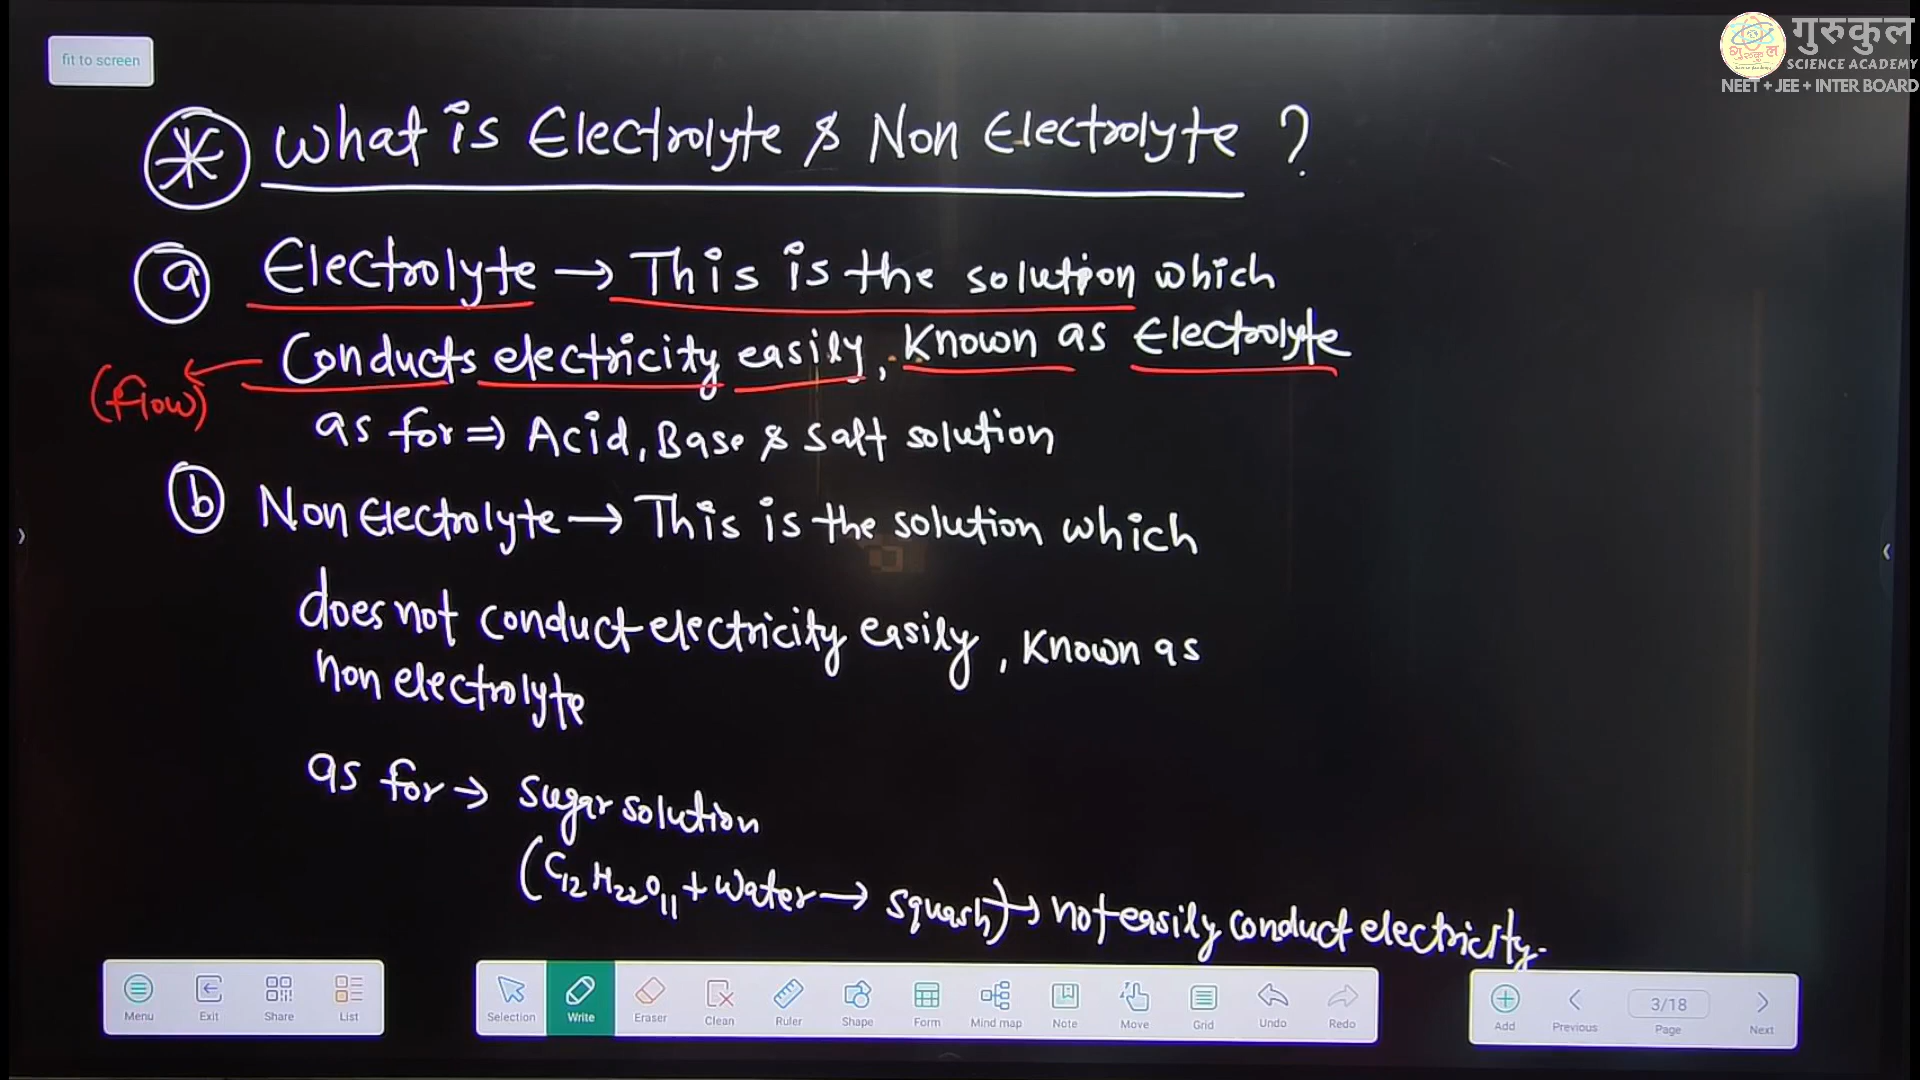 fit to screen
गुरुकुल
SCIENCE ACADEMY
NEET + JEE + INTER BOARD
What is Electrolyte & Non Electrolyte ?
(a) Electrolyte → This is the solution which
Conducts electricity easily, Known as Electrolyte
(flow)
as for ⇒ Acid, Base & Salt solution
(b) Non Electrolyte → This is the solution which
does not conduct electricity easily, Known as
non electrolyte
as for → Sugar solution
(C₁₂H₂₂O₁₁ + Water → squash) → not easily conduct electricity.
Menu Exit Share List Selection Write Eraser Clean Ruler Shape Form Mind map Note Move Grid Undo Redo Add Previous 3/18 Page Next